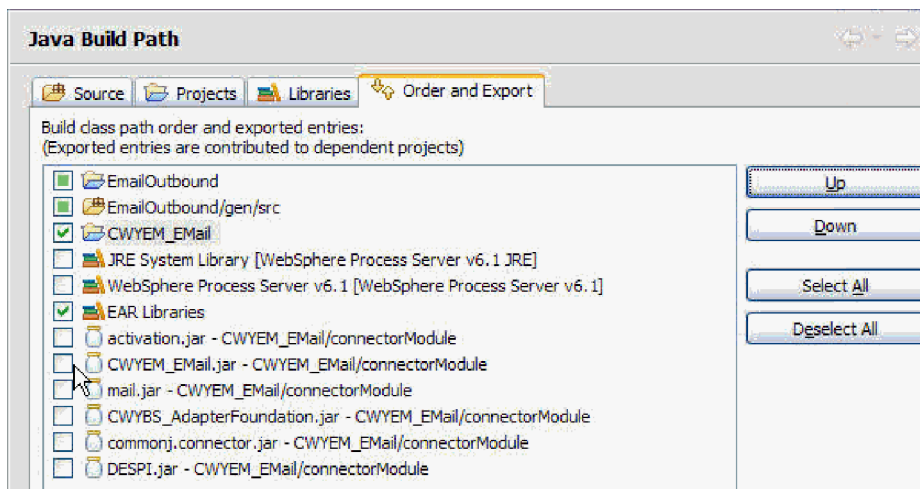 Java Build Path
Source Projects Libraries Order and Export
Build class path order and exported entries:
(Exported entries are contributed to dependent projects)
EmailOutbound
EmailOutbound/gen/src
CWYEM_EMail
JRE System Library [WebSphere Process Server v6.1 JRE]
WebSphere Process Server v6.1 [WebSphere Process Server v6.1]
EAR Libraries
activation.jar - CWYEM_EMail/connectorModule
CWYEM_EMail.jar - CWYEM_EMail/connectorModule
mail.jar - CWYEM_EMail/connectorModule
CWYBS_AdapterFoundation.jar - CWYEM_EMail/connectorModule
commonj.connector.jar - CWYEM_EMail/connectorModule
DESPI.jar - CWYEM_EMail/connectorModule
Up
Down
Select All
Deselect All